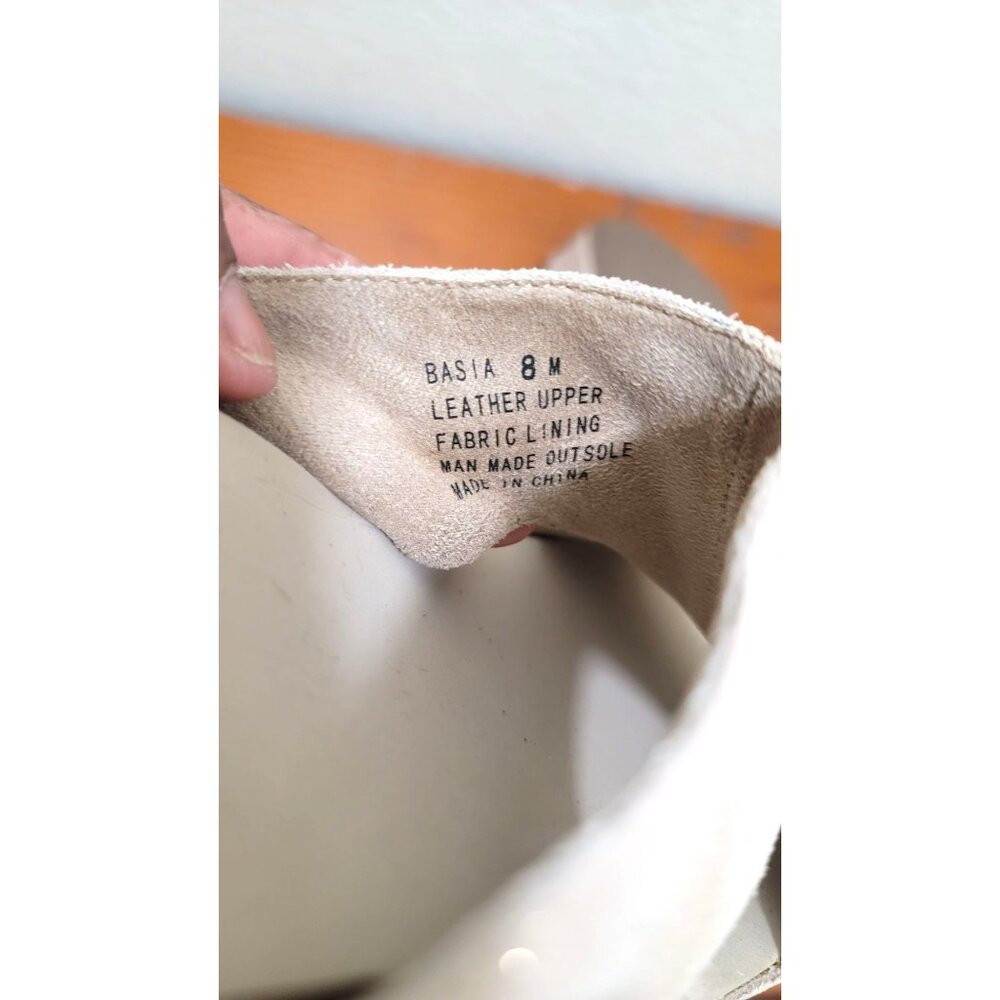 BASIA 8 M
LEATHER UPPER
FABRIC LINING
MAN MADE OUTSOLE
MADE IN CHINA